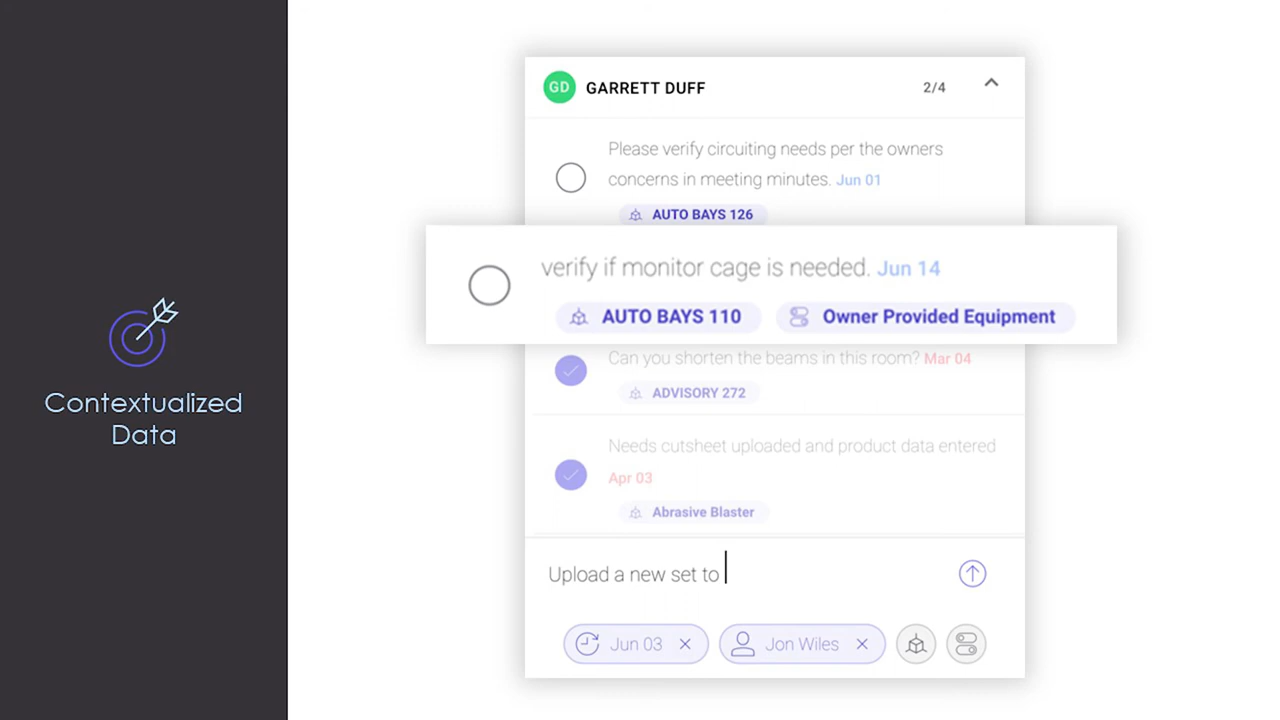 Contextualized
Data
GD GARRETT DUFF 2/4
Please verify circuiting needs per the owners
concerns in meeting minutes. Jun 01
AUTO BAYS 126
verify if monitor cage is needed. Jun 14
AUTO BAYS 110 Owner Provided Equipment
Can you shorten the beams in this room? Mar 04
ADVISORY 272
Needs cutsheet uploaded and product data entered
Apr 03
Abrasive Blaster
Upload a new set to
Jun 03 Jon Wiles